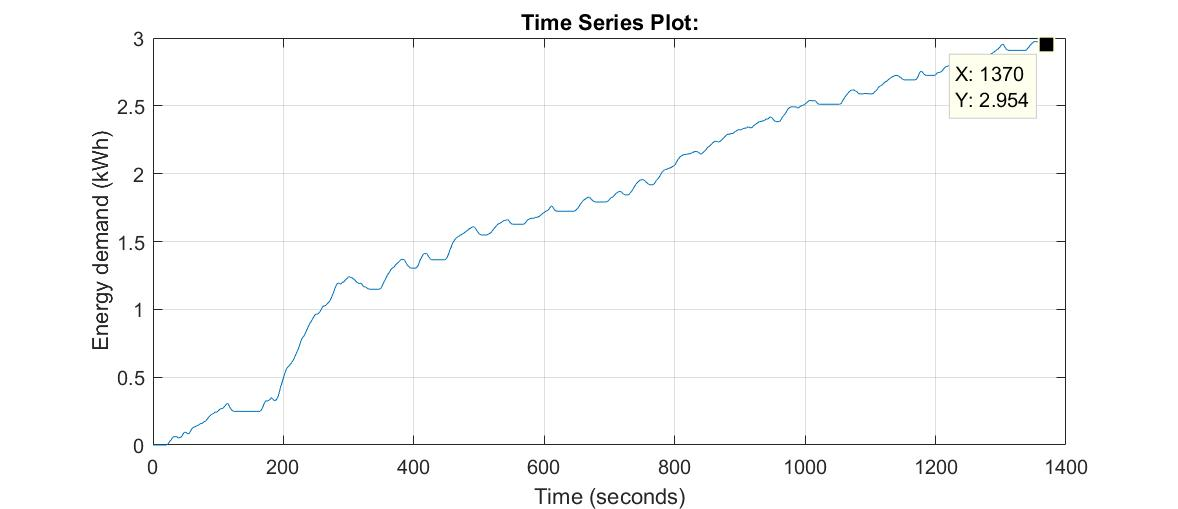 Time Series Plot:
3
2.5
2
1.5
1
0.5
0
Energy demand (kWh)
X: 1370
Y: 2.954
0 200 400 600 800 1000 1200 1400
Time (seconds)